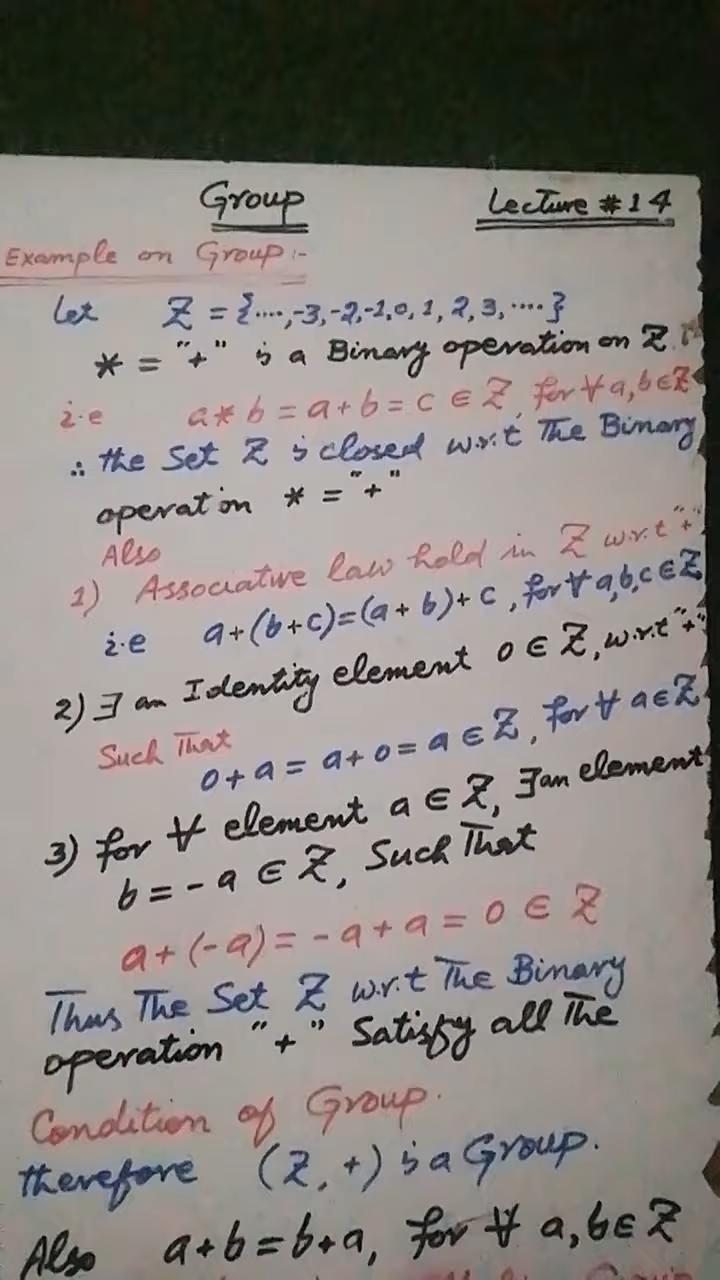 Group
Lecture # 14
Example on Group:-
Let Z = {....,-3,-2,-1,0,1,2,3,....}
* = "+" is a Binary operation on Z
i.e a * b = a + b = c ∈ Z, for ∀ a,b ∈ Z
∴ the Set Z is closed w.r.t The Binary
operation * = "+"
Also
1) Associative law hold in Z w.r.t "+"
i.e a+(b+c)=(a+b)+c, for ∀ a,b,c ∈ Z
2) ∃ an Identity element 0 ∈ Z, w.r.t "+"
Such That
0+a = a+0 = a ∈ Z, for ∀ a ∈ Z
3) for ∀ element a ∈ Z, ∃ an element
b = -a ∈ Z, Such That
a+(-a) = -a+a = 0 ∈ Z
Thus The Set Z w.r.t The Binary
operation "+" Satisfy all The
Condition of Group.
therefore (Z,+) is a Group.
Also a+b=b+a, for ∀ a,b ∈ Z